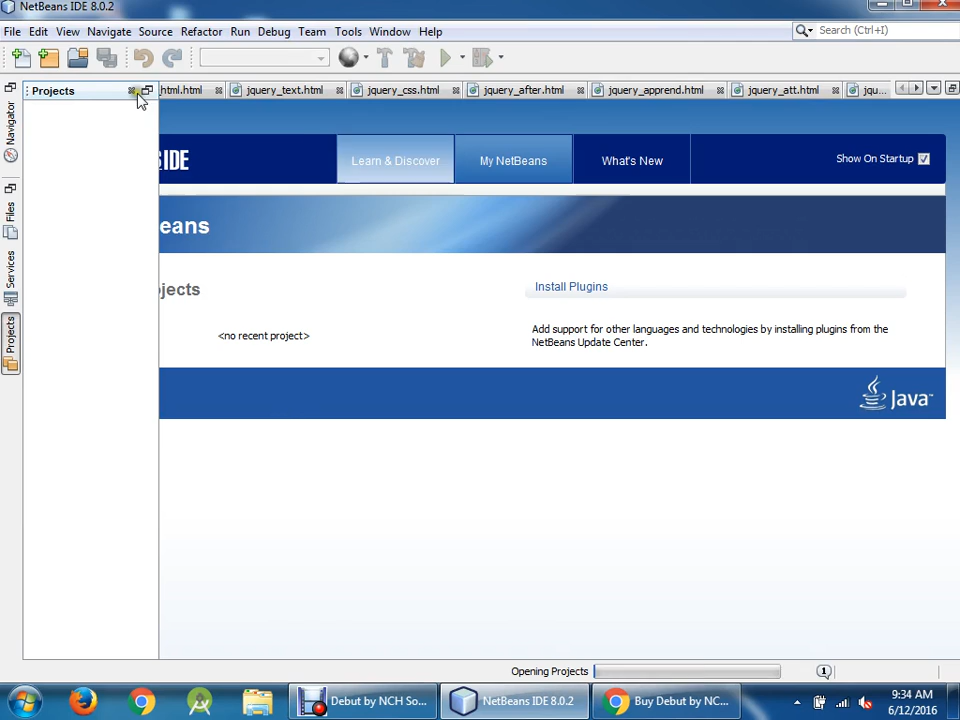 NetBeans IDE 8.0.2
File Edit View Navigate Source Refactor Run Debug Team Tools Window Help
Search (Ctrl+I)
Projects
html.html
jquery_text.html
jquery_css.html
jquery_after.html
jquery_apprend.html
jquery_att.html
jqu...
Navigator
Files
Services
Projects
IDE
Learn & Discover
My NetBeans
What's New
Show On Startup
eans
jects
<no recent project>
Install Plugins
Add support for other languages and technologies by installing plugins from the
NetBeans Update Center.
Java™
Opening Projects
1
Debut by NCH So...
NetBeans IDE 8.0.2
Buy Debut by NC...
9:34 AM
6/12/2016